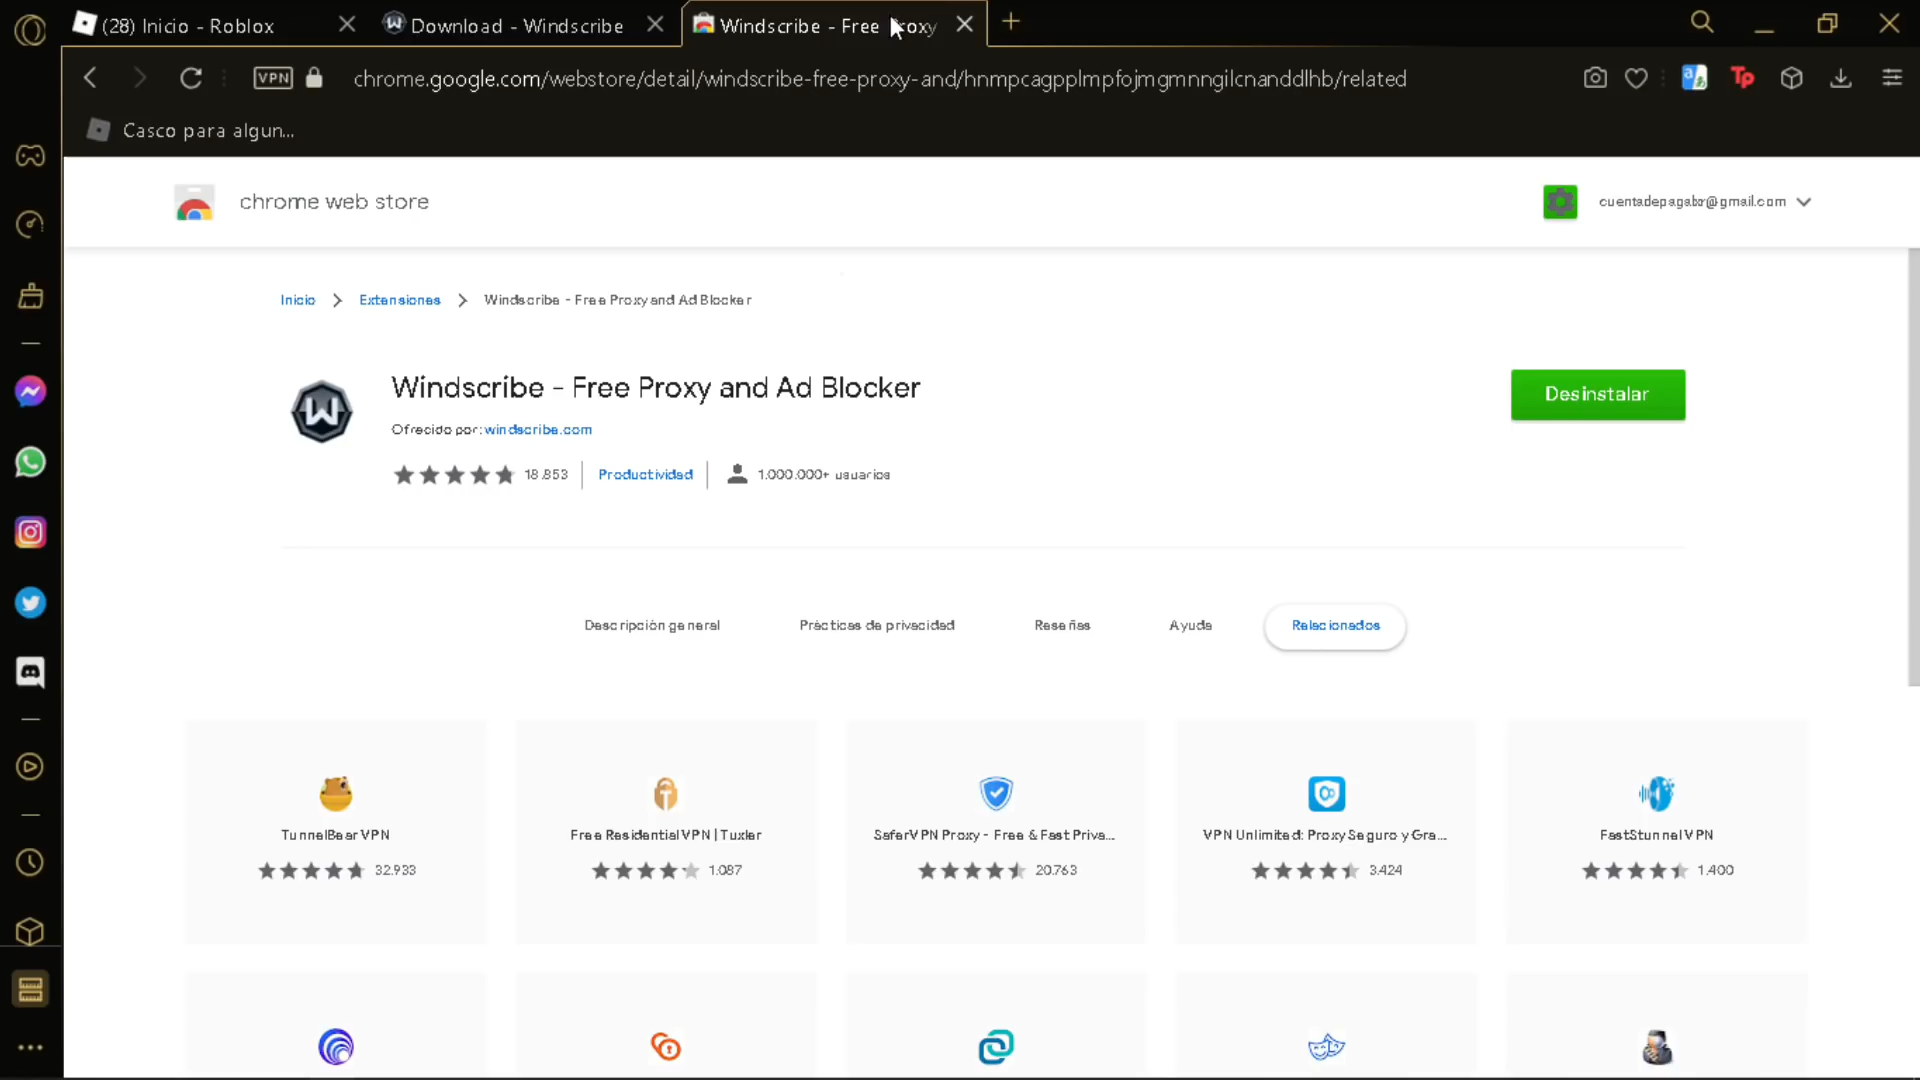 (28) Inicio - Roblox
Download - Windscribe
Windscribe - Free Proxy
VPN
chrome.google.com/webstore/detail/windscribe-free-proxy-and/hnmpcagpplmpfojmgmnngilcnanddlhb/related
Tp
Casco para algun...
chrome web store
cuentadepagabr@gmail.com
Inicio
Extensiones
Windscribe - Free Proxy and Ad Blocker
Windscribe - Free Proxy and Ad Blocker
Desinstalar
Ofrecido por: windscribe.com
18.853
Productividad
1.000.000+ usuarios
Descripción general
Prácticas de privacidad
Reseñas
Ayuda
Relacionados
TunnelBear VPN
Free Residential VPN | Tuxler
SaferVPN Proxy - Free & Fast Priva...
VPN Unlimited: Proxy Seguro y Gra...
FastStunnel VPN
32.933
1.087
20.763
3.424
1.400